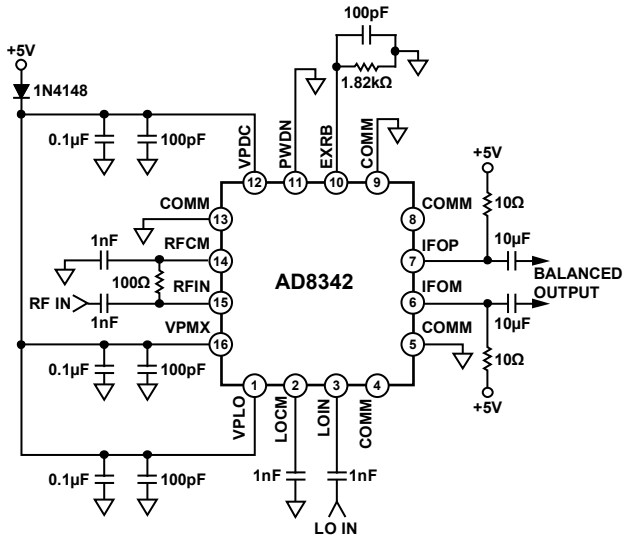 100pF
+5V
1.82kΩ
1N4148
0.1µF
100pF
VPDC
PWDN
EXRB
COMM
+5V
12
11
10
9
COMM
13
8
COMM
10Ω
1nF
RFCM
14
7
IFOP
10µF
100Ω
AD8342
BALANCED
OUTPUT
RF IN
RFIN
15
6
IFOM
1nF
10µF
VPMX
16
5
COMM
0.1µF
100pF
10Ω
1
2
3
4
+5V
VPLO
LOCM
LOIN
COMM
0.1µF
100pF
1nF
1nF
LO IN